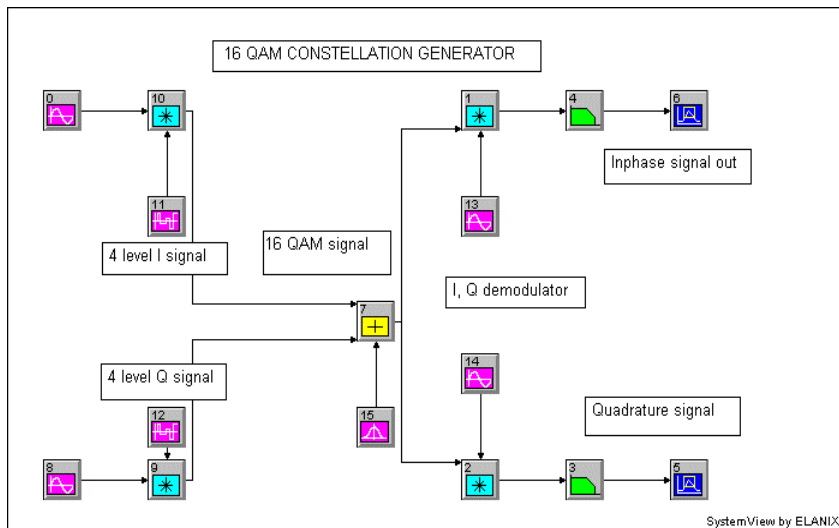 16 QAM CONSTELLATION GENERATOR
0
10
1
4
6
Inphase signal out
11
13
16 QAM signal
4 level I signal
I, Q demodulator
7
4 level Q signal
14
12
15
Quadrature signal
8
9
2
3
5
SystemView by ELANIX